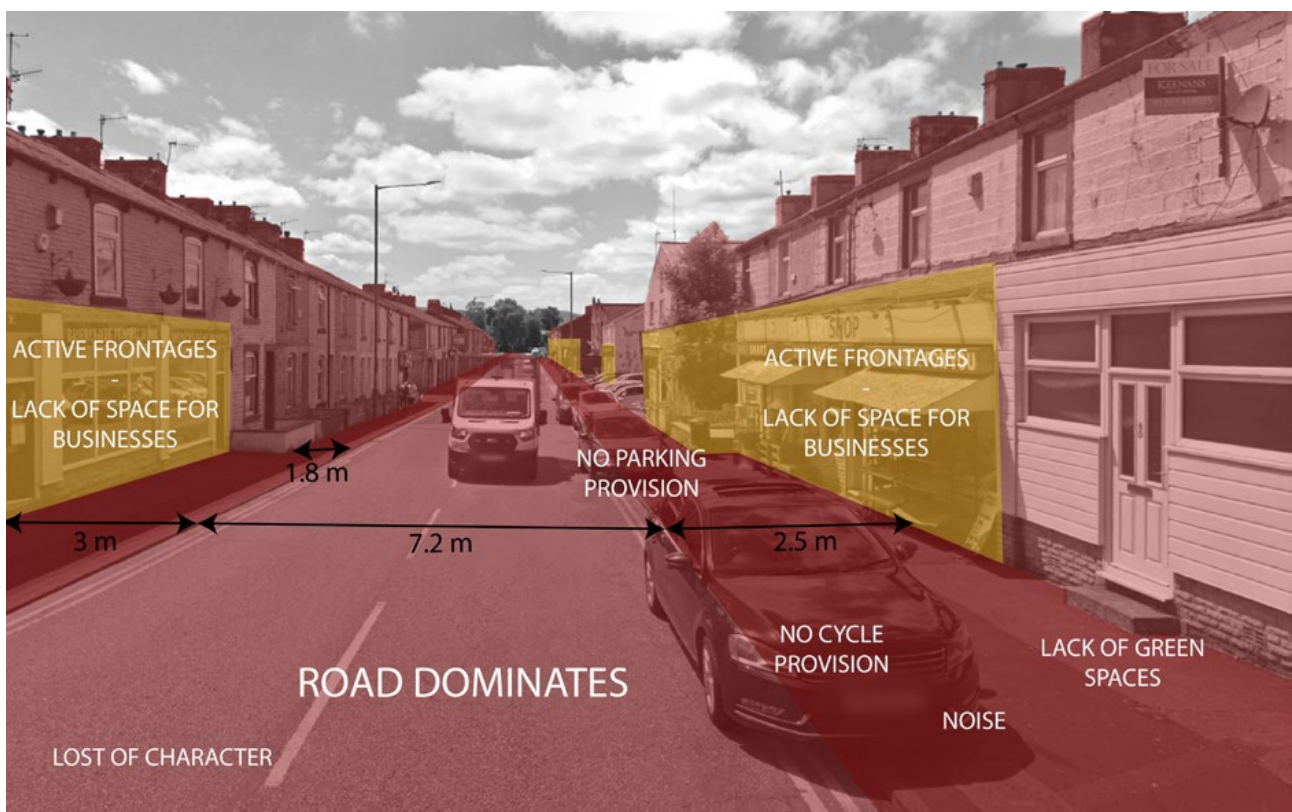 FOR SALE
KEENANS
SHOP
ACTIVE FRONTAGES
-
LACK OF SPACE FOR
BUSINESSES
ACTIVE FRONTAGES
-
LACK OF SPACE FOR
BUSINESSES
1.8 m
NO PARKING
PROVISION
3 m
7.2 m
2.5 m
NO CYCLE
PROVISION
LACK OF GREEN
SPACES
ROAD DOMINATES
NOISE
LOST OF CHARACTER